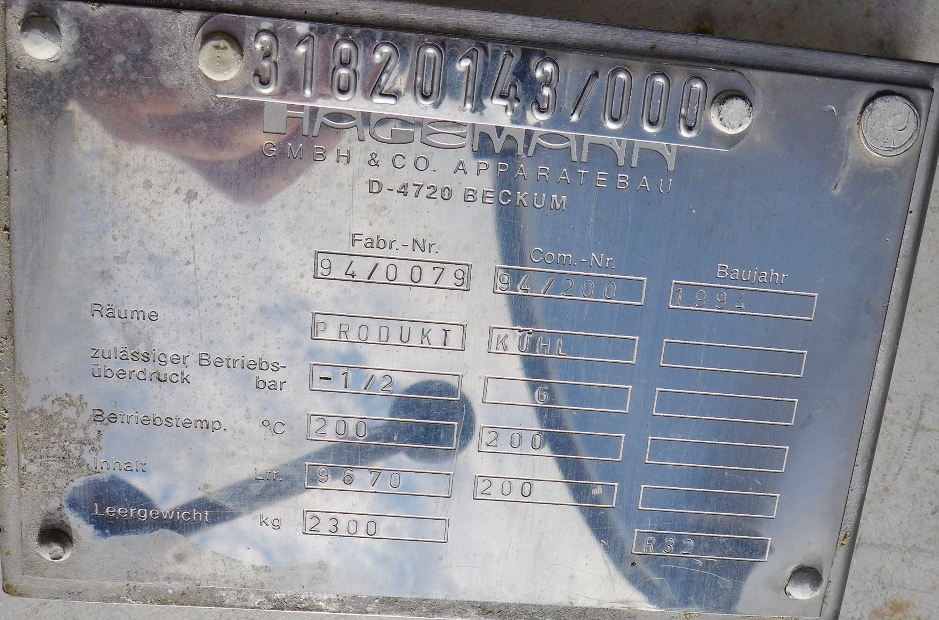 31820143/000
HAGEMANN
GMBH & CO. APPARATEBAU
D-4720 BECKUM
Fabr.-Nr. Com.-Nr. Baujahr
94/0079 94/200 1994
Räume PRODUKT KÜHL
zulässiger Betriebs-
überdruck bar -1/2 6
Betriebstemp. °C 200 200
Inhalt Ltr. 9670 200
Leergewicht kg 2300 R32